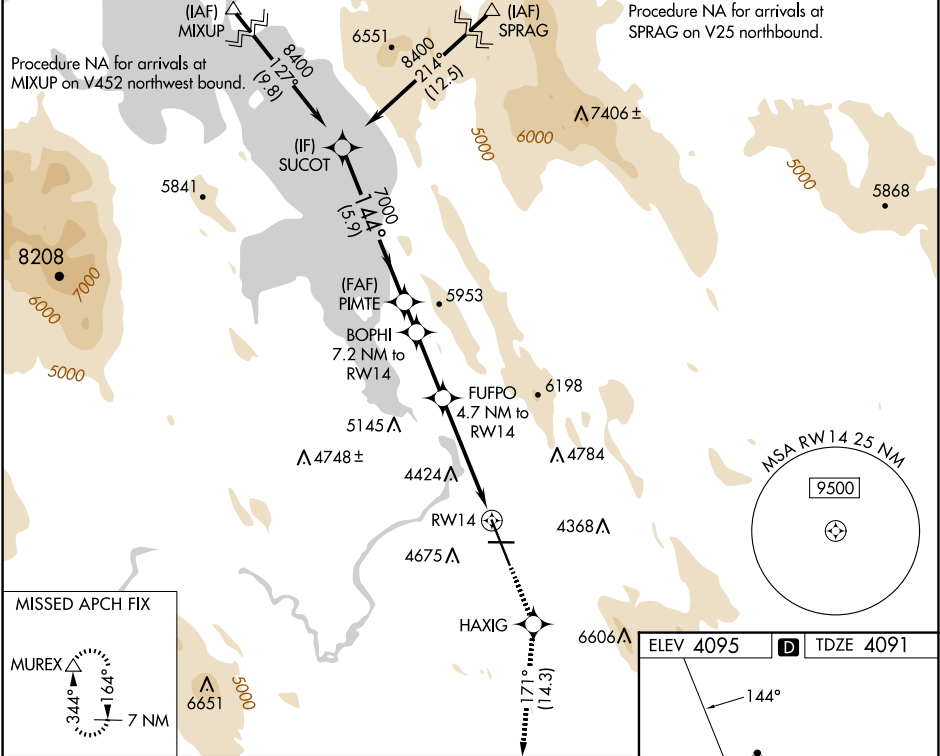 (IAF)
MIXUP
(IAF)
SPRAG
Procedure NA for arrivals at
SPRAG on V25 northbound.
Procedure NA for arrivals at
MIXUP on V452 northwest bound.
8400
127°
(9.8)
6551
8400
214°
(12.5)
7406±
5000
6000
5000
5868
(IF)
SUCOT
5841
7000
144°
(5.9)
8208
7000
6000
5000
(FAF)
PIMTE
5953
BOPHI
7.2 NM to
RW14
FUFPO
4.7 NM to
RW14
6198
5145
4748±
4424
4784
RW14
4368
4675
MSA RW14 25 NM
9500
HAXIG
6606
171°
(14.3)
MISSED APCH FIX
MUREX
344°
164°
7 NM
6651
5000
ELEV 4095 D TDZE 4091
144°